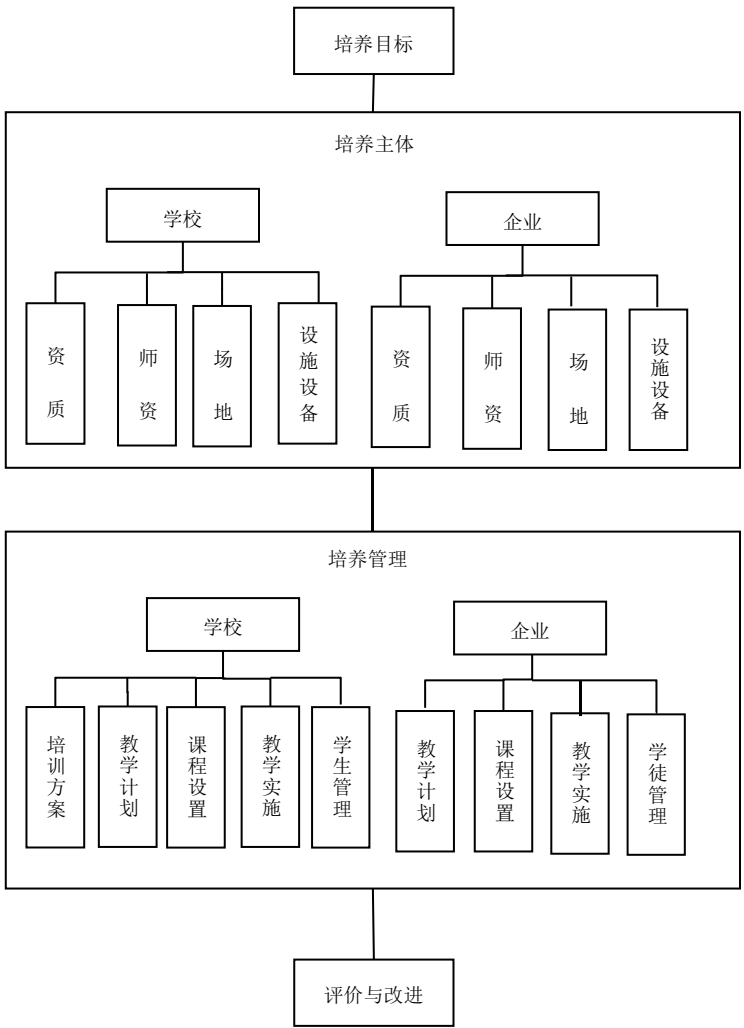 培养目标
培养主体
学校
企业
资质
师资
场地
设施设备
资质
师资
场地
设施设备
培养管理
学校
企业
培训方案
教学计划
课程设置
教学实施
学生管理
教学计划
课程设置
教学实施
学徒管理
评价与改进